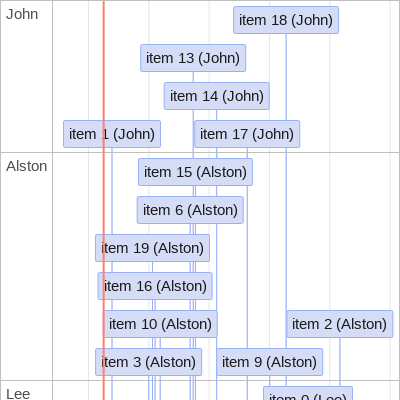 John
item 18 (John)
item 13 (John)
item 14 (John)
item 1 (John)
item 17 (John)
Alston
item 15 (Alston)
item 6 (Alston)
item 19 (Alston)
item 16 (Alston)
item 10 (Alston)
item 2 (Alston)
item 3 (Alston)
item 9 (Alston)
Lee
item 0 (Lee)